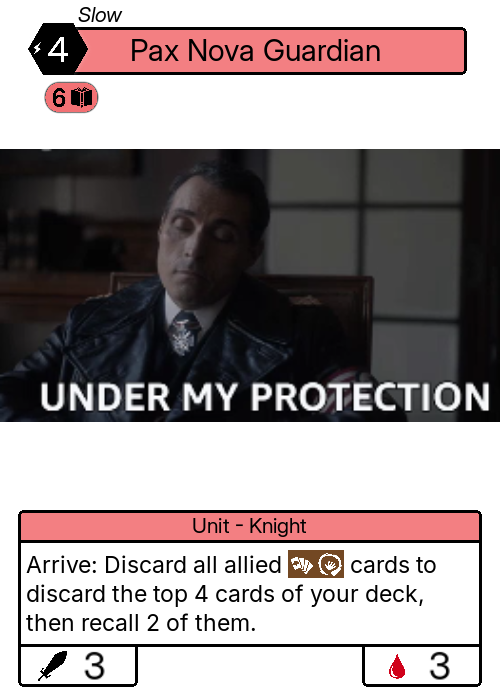 Slow
4
Pax Nova Guardian
6
UNDER MY PROTECTION
Unit - Knight
Arrive: Discard all allied cards to
discard the top 4 cards of your deck,
then recall 2 of them.
3
3